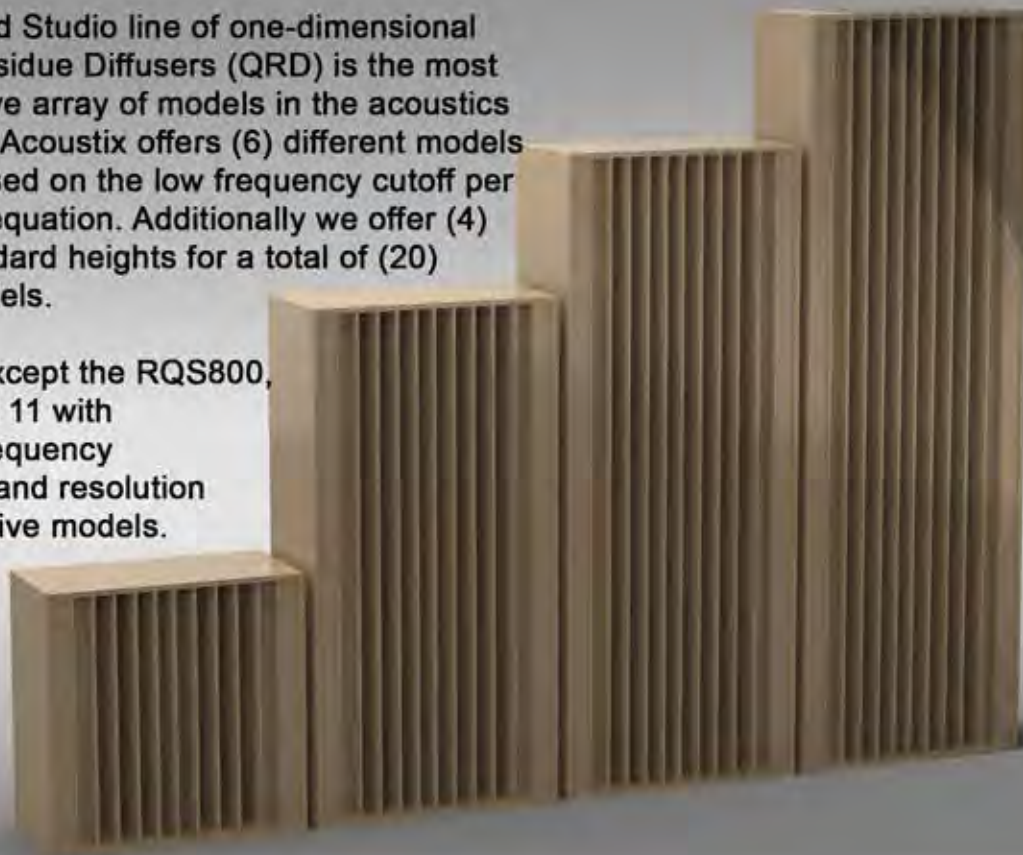 d Studio line of one-dimensional
sidue Diffusers (QRD) is the most
ve array of models in the acoustics
Acoustix offers (6) different models
sed on the low frequency cutoff per
equation. Additionally we offer (4)
dard heights for a total of (20)
els.
xcept the RQS800,
11 with
equency
and resolution
tive models.